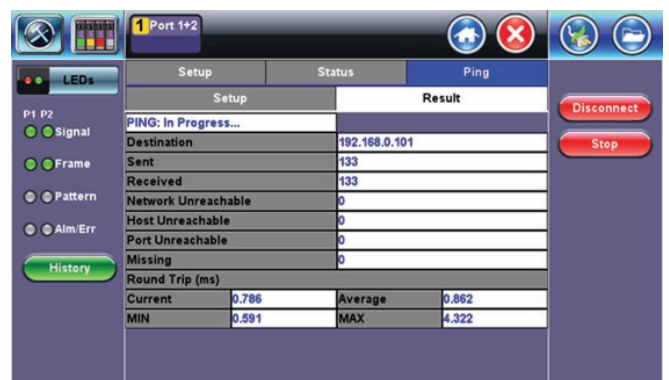 1 Port 1+2
LEDs
Setup Status Ping
Setup Result
Disconnect
Stop
P1 P2
Signal
Frame
Pattern
Alm/Err
History
PING: In Progress...
Destination 192.168.0.101
Sent 133
Received 133
Network Unreachable 0
Host Unreachable 0
Port Unreachable 0
Missing 0
Round Trip (ms)
Current 0.786 Average 0.862
MIN 0.591 MAX 4.322